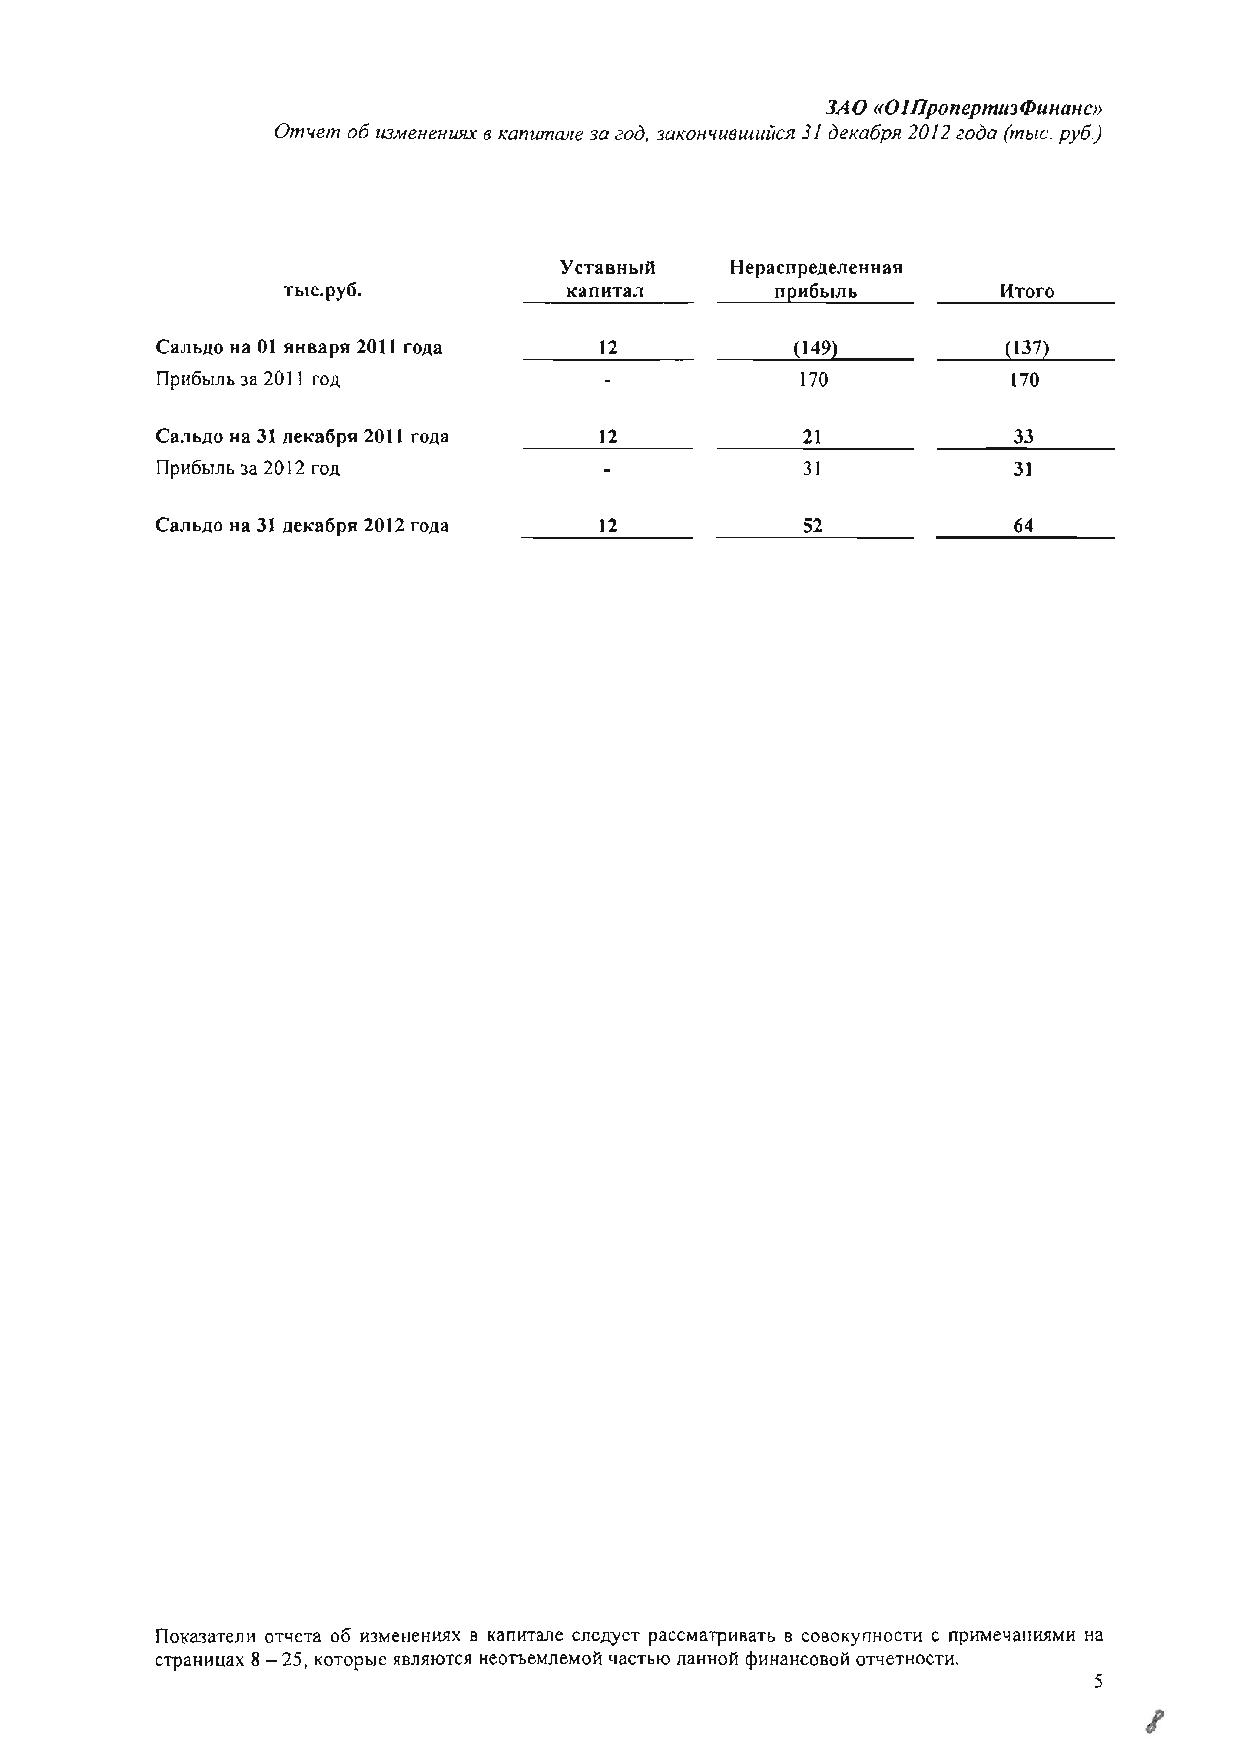 ЗАО «О1ПропертизФинанс»
Отчет об изменениях в капитале за год, закончившийся 31 декабря 2012 года (тыс. руб.)
тыс.руб. Уставный капитал Нераспределенная прибыль Итого
Сальдо на 01 января 2011 года 12 (149) (137)
Прибыль за 2011 год - 170 170
Сальдо на 31 декабря 2011 года 12 21 33
Прибыль за 2012 год - 31 31
Сальдо на 31 декабря 2012 года 12 52 64
Показатели отчета об изменениях в капитале следует рассматривать в совокупности с примечаниями на
страницах 8 – 25, которые являются неотъемлемой частью данной финансовой отчетности.
5
8